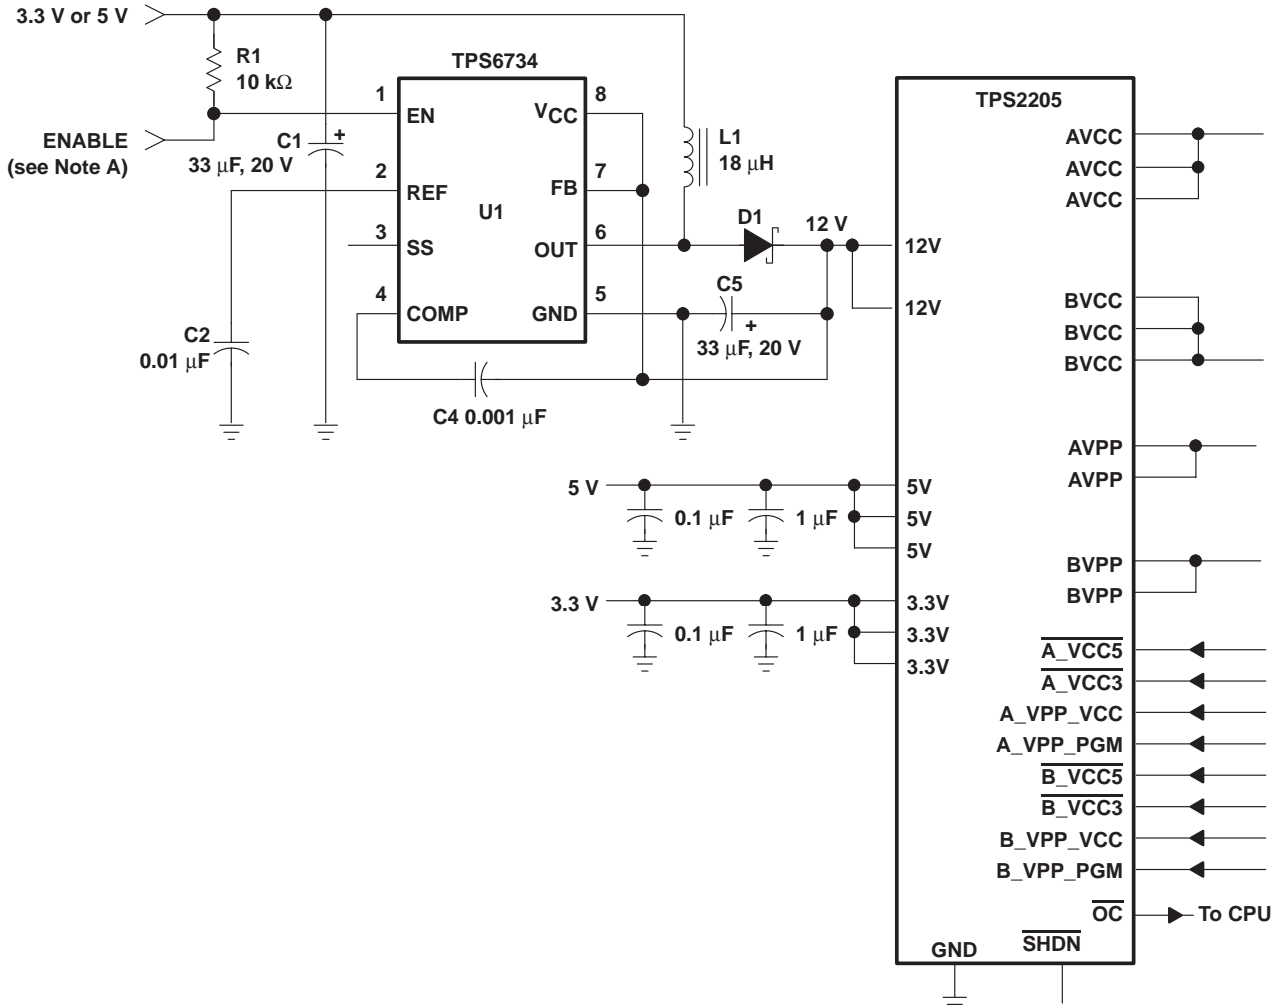 3.3 V or 5 V
R1
10 kΩ
ENABLE
(see Note A)
C1
+
33 μF, 20 V
C2
0.01 μF
TPS6734
1
EN
2
REF
3
SS
4
COMP
U1
8
VCC
7
FB
6
OUT
5
GND
C4 0.001 μF
L1
18 μH
D1
12 V
C5
+
33 μF, 20 V
5 V
0.1 μF
1 μF
3.3 V
0.1 μF
1 μF
TPS2205
12V
12V
5V
5V
5V
3.3V
3.3V
3.3V
AVCC
AVCC
AVCC
BVCC
BVCC
BVCC
AVPP
AVPP
BVPP
BVPP
A_VCC5
A_VCC3
A_VPP_VCC
A_VPP_PGM
B_VCC5
B_VCC3
B_VPP_VCC
B_VPP_PGM
OC
To CPU
GND
SHDN